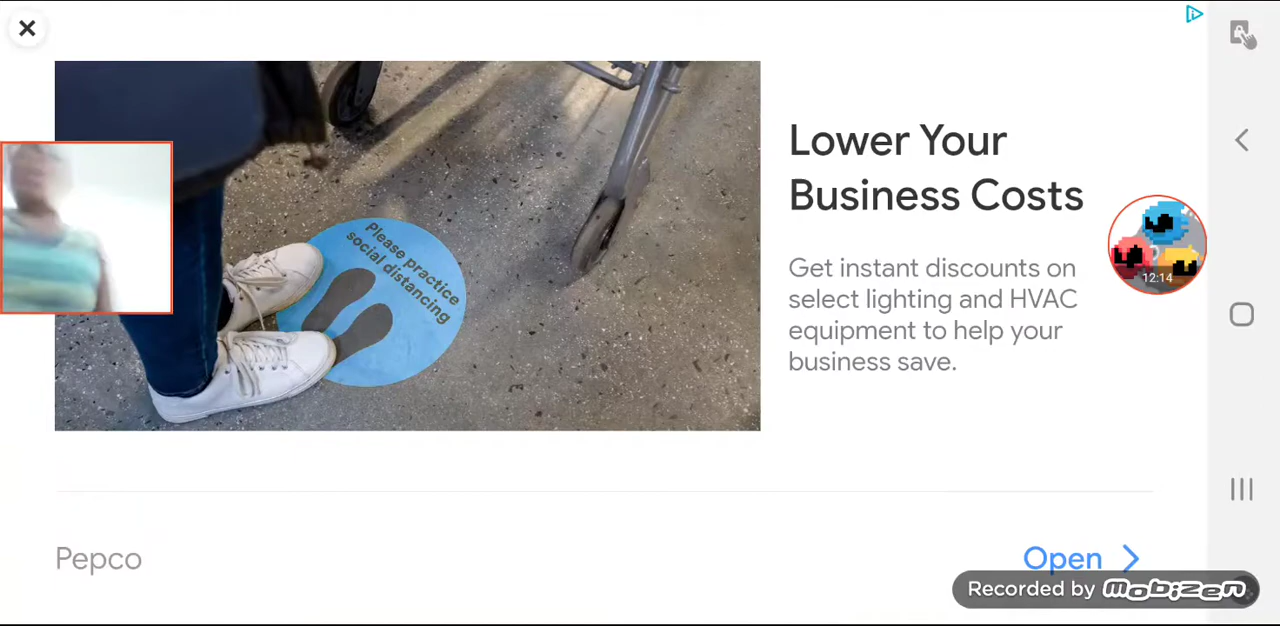 Please practice
social distancing
Lower Your
Business Costs
Get instant discounts on
select lighting and HVAC
equipment to help your
business save.
12:14
Pepco
Open
Recorded by mobizen